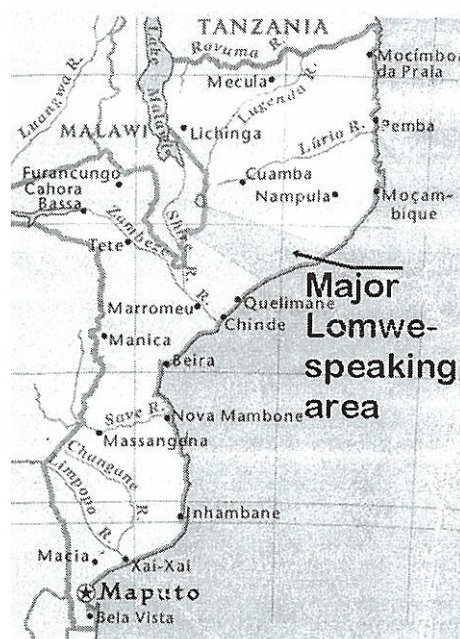 TANZANIA
Rovuma R.
Mocímboa
da Praia
Mecula
Lugenda R.
Luangwa R.
Lake Malawi
MALAWI
Lichinga
Lúrio R.
Pemba
Furancungo
Cahora
Bassa
Cuamba
Nampula
Moçam-
bique
Zambeze R.
Shire R.
Tete
Major
Lomwe-
speaking
area
Marromeu
Quelimane
Chinde
Manica
Beira
Save R.
Nova Mambone
Massangena
Changane R.
Limpopo R.
Inhambane
Macia
Xai-Xai
Maputo
Bela Vista